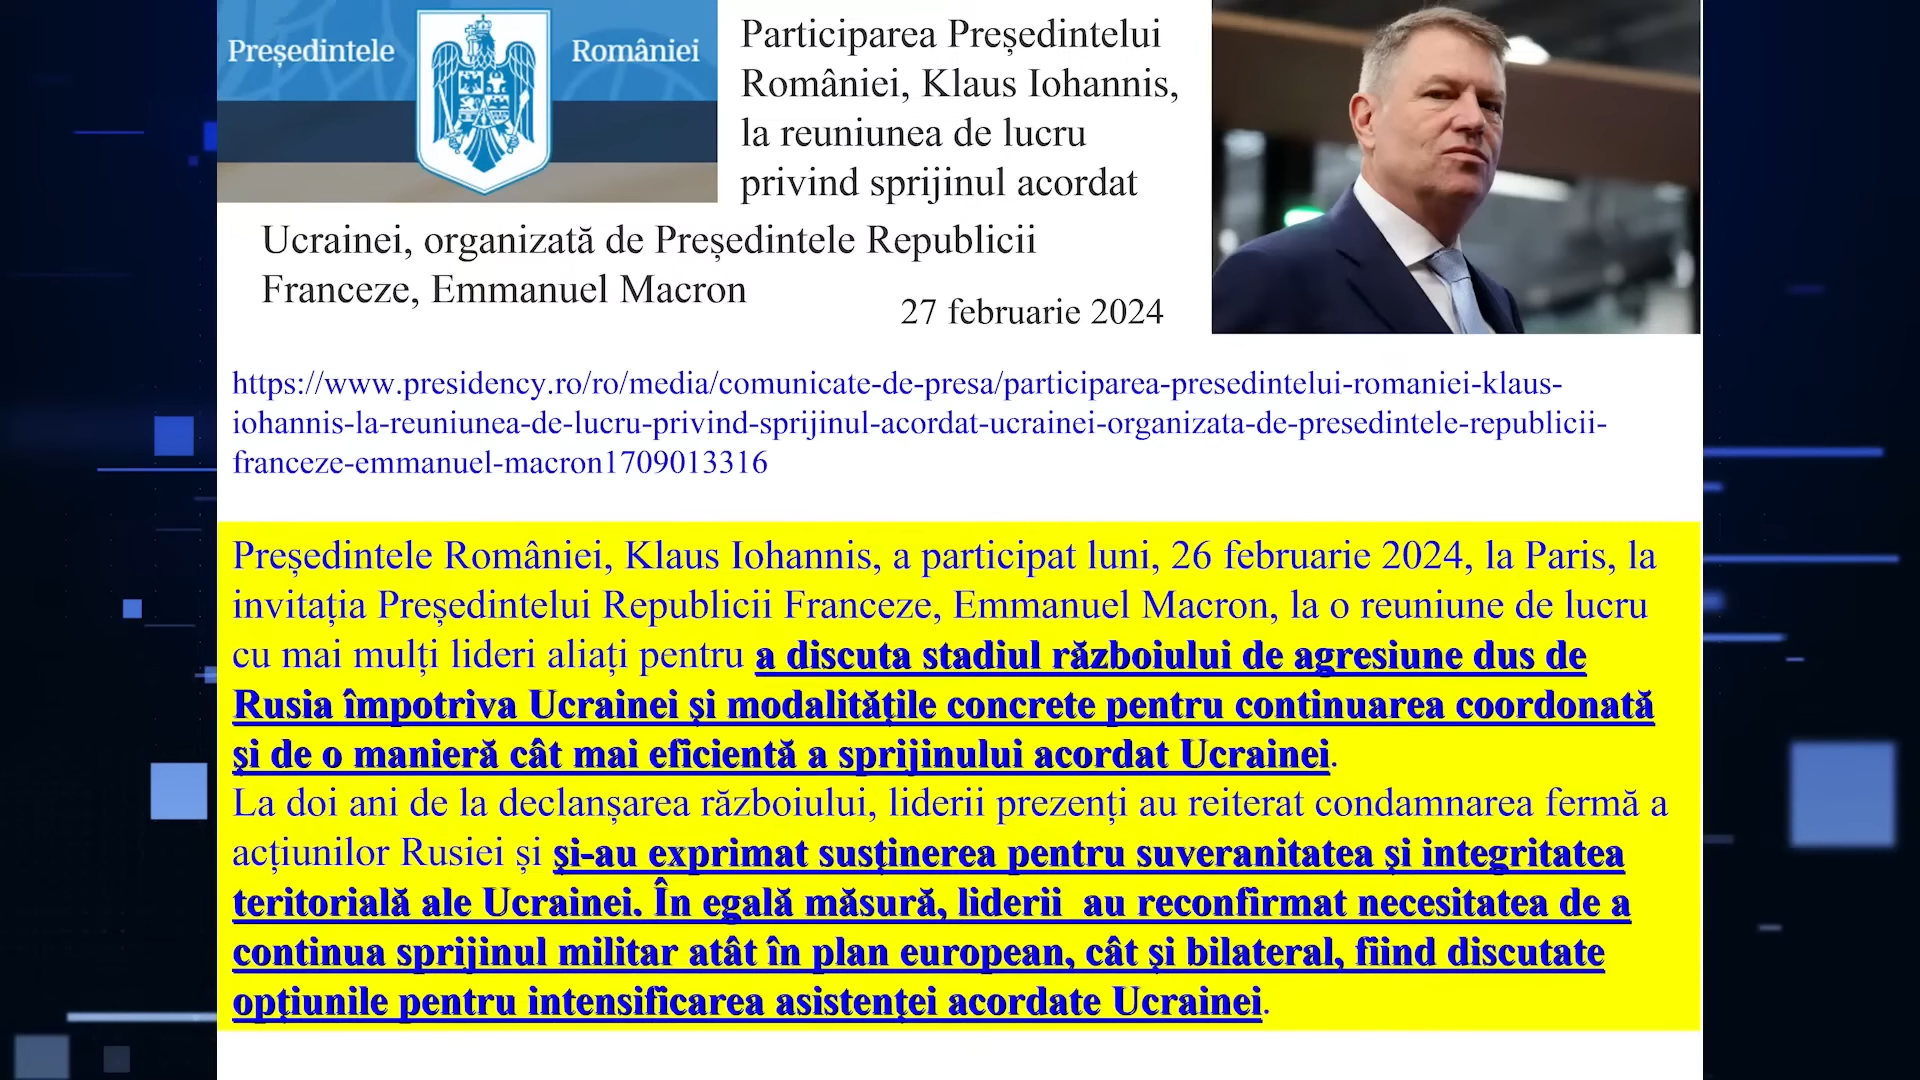 Președintele României
Participarea Președintelui
României, Klaus Iohannis,
la reuniunea de lucru
privind sprijinul acordat
Ucrainei, organizată de Președintele Republicii
Franceze, Emmanuel Macron
27 februarie 2024
https://www.presidency.ro/ro/media/comunicate-de-presa/participarea-presedintelui-romaniei-klaus-
iohannis-la-reuniunea-de-lucru-privind-sprijinul-acordat-ucrainei-organizata-de-presedintele-republicii-
franceze-emmanuel-macron1709013316
Președintele României, Klaus Iohannis, a participat luni, 26 februarie 2024, la Paris, la
invitația Președintelui Republicii Franceze, Emmanuel Macron, la o reuniune de lucru
cu mai mulți lideri aliați pentru a discuta stadiul războiului de agresiune dus de
Rusia împotriva Ucrainei și modalitățile concrete pentru continuarea coordonată
și de o manieră cât mai eficientă a sprijinului acordat Ucrainei.
La doi ani de la declanșarea războiului, liderii prezenți au reiterat condamnarea fermă a
acțiunilor Rusiei și și-au exprimat susținerea pentru suveranitatea și integritatea
teritorială ale Ucrainei. În egală măsură, liderii  au reconfirmat necesitatea de a
continua sprijinul militar atât în plan european, cât și bilateral, fiind discutate
opțiunile pentru intensificarea asistenței acordate Ucrainei.